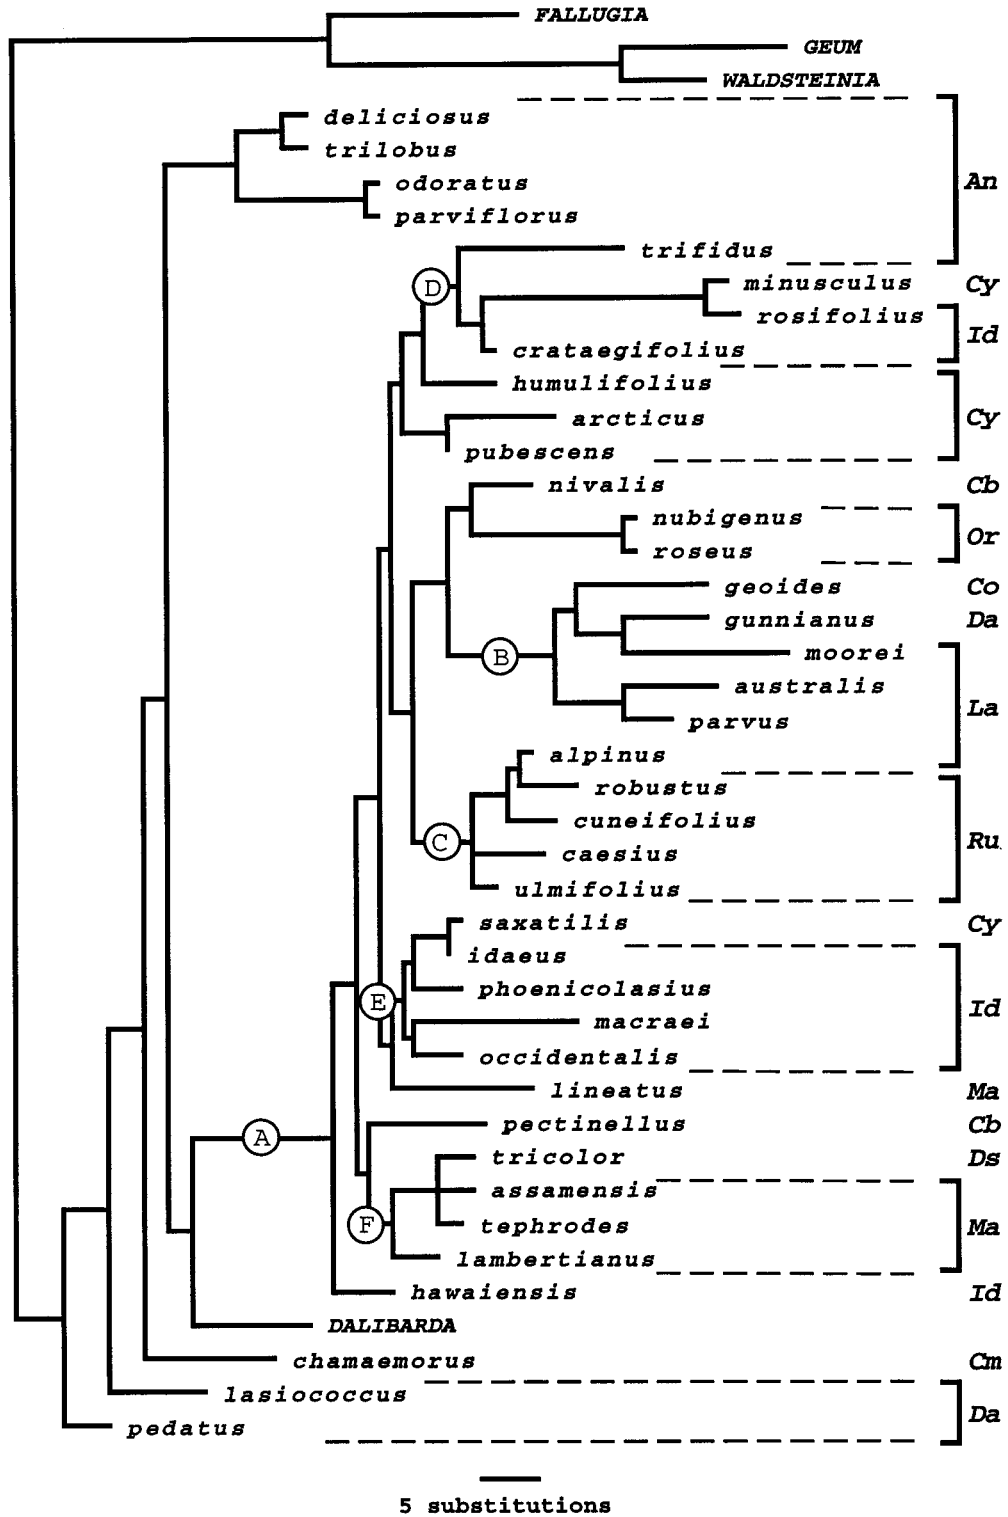 FALLUGIA
GEUM
WALDSTEINIA
deliciosus
trilobus
odoratus
An
parviflorus
trifidus
D
minusculus Cy
rosifolius
Id
crataegifolius
humulifolius
arcticus Cy
pubescens
nivalis Cb
nubigenus
Or
roseus
geoides Co
gunnianus Da
B
moorei
australis
La
parvus
alpinus
robustus
cuneifolius
C Ru
caesius
ulmifolius
saxatilis Cy
idaeus
phoenicolasius
E Id
macraei
occidentalis
lineatus Ma
pectinellus Cb
A
tricolor Ds
assamensis
F tephrodes Ma
lambertianus
hawaiensis Id
DALIBARDA
chamaemorus Cm
lasiococcus
Da
pedatus
5 substitutions